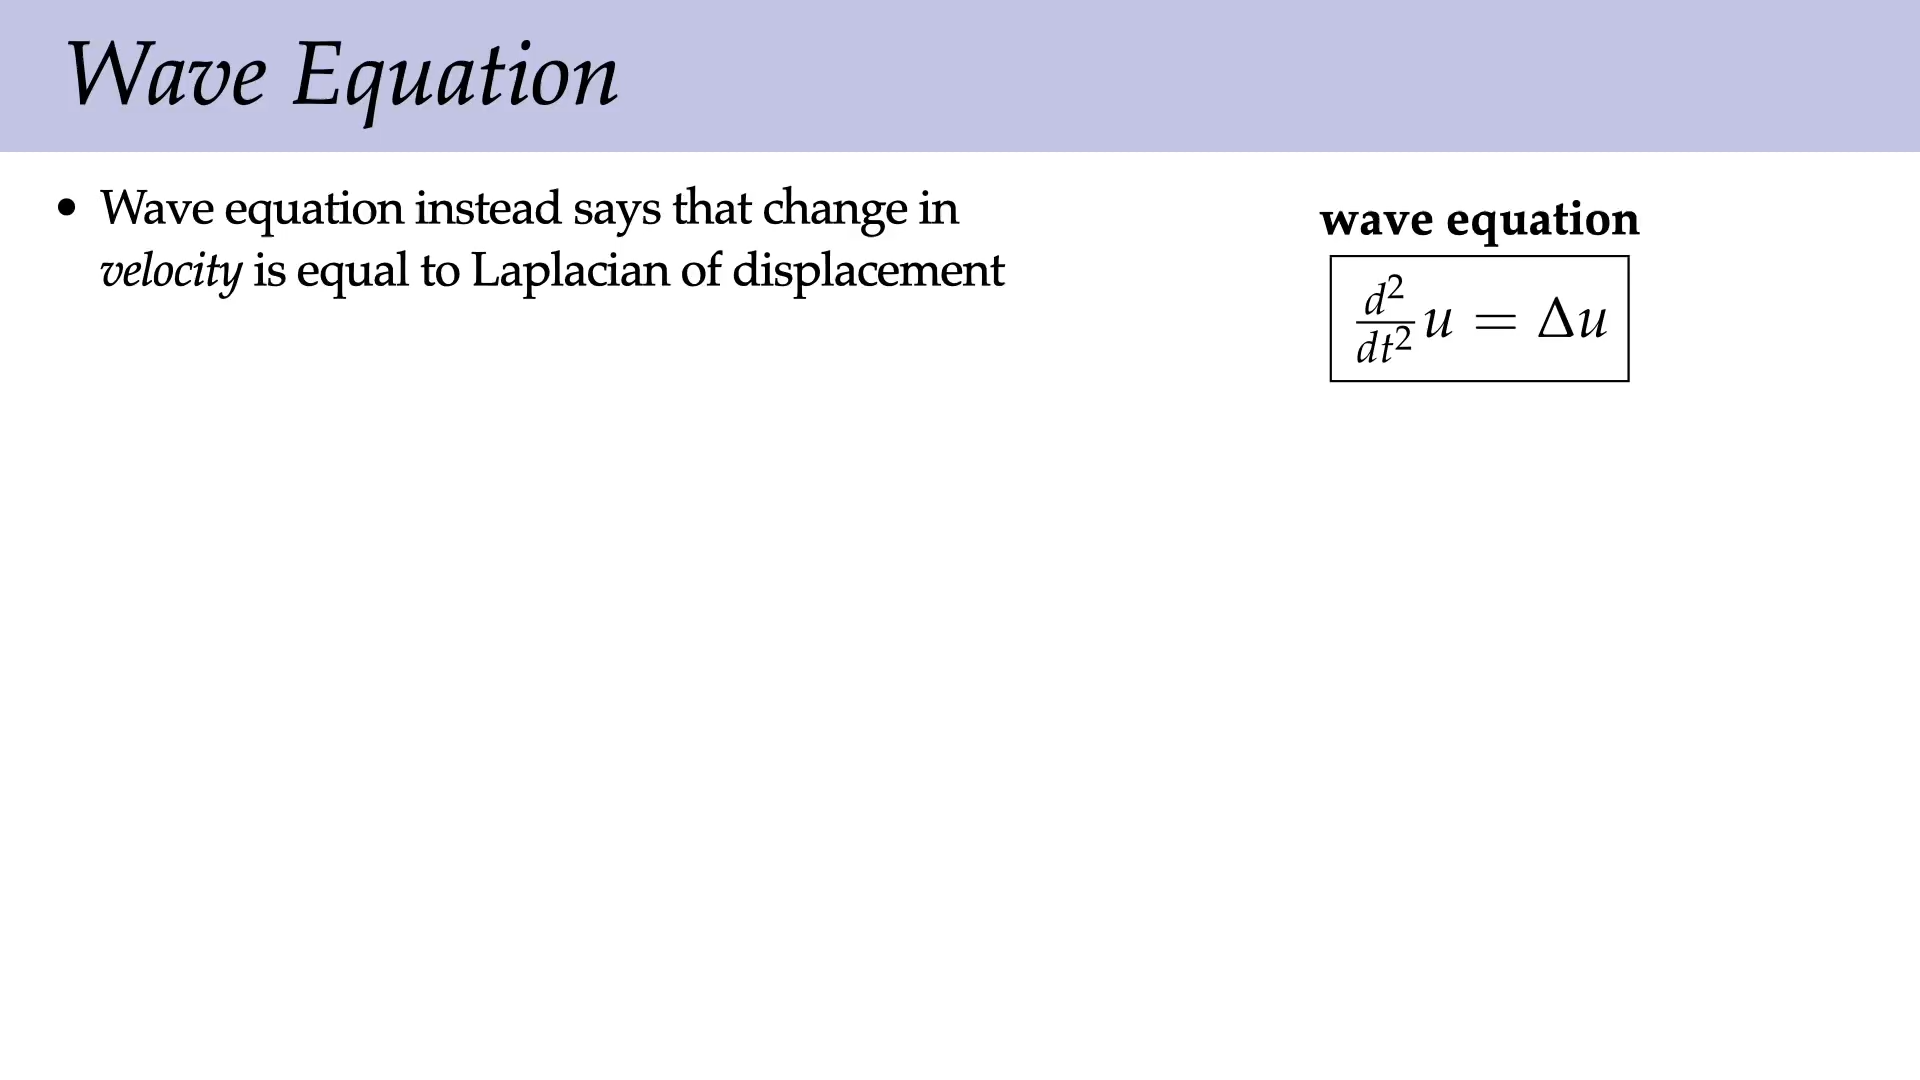 Wave Equation
• Wave equation instead says that change in
velocity is equal to Laplacian of displacement
wave equation
d²/dt² u = Δu